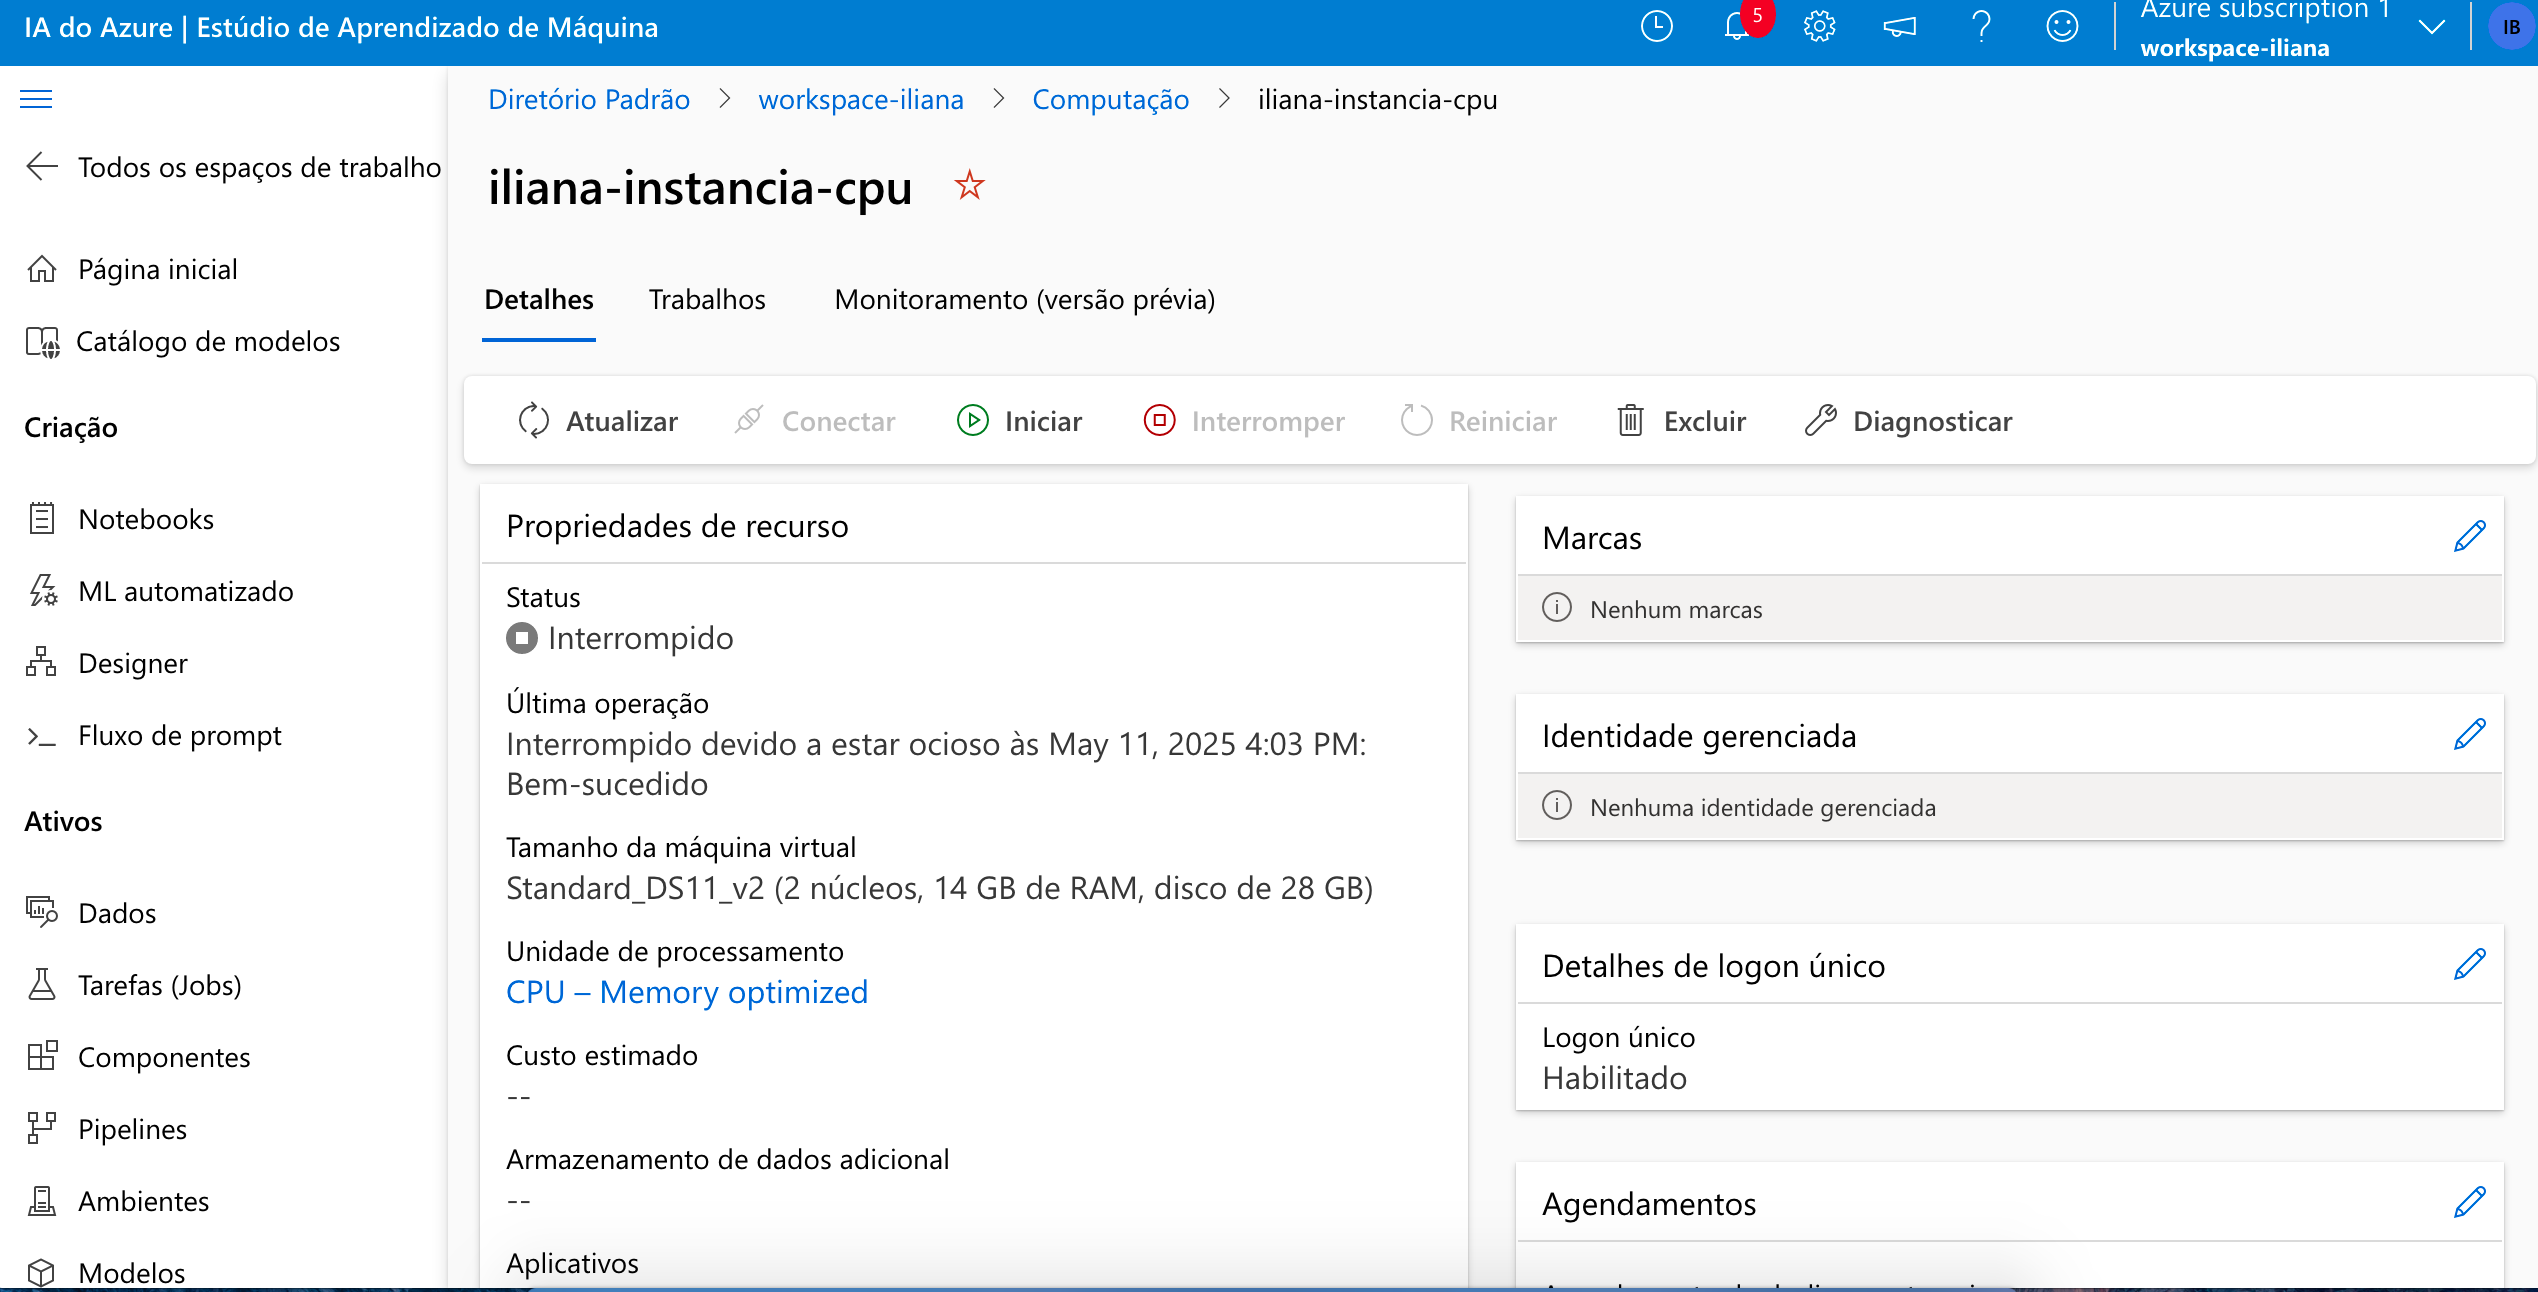 IA do Azure | Estúdio de Aprendizado de Máquina
5
Azure subscription 1
workspace-iliana
IB
Diretório Padrão > workspace-iliana > Computação > iliana-instancia-cpu
Todos os espaços de trabalho
Página inicial
Catálogo de modelos
Criação
Notebooks
ML automatizado
Designer
Fluxo de prompt
Ativos
Dados
Tarefas (Jobs)
Componentes
Pipelines
Ambientes
Modelos
iliana-instancia-cpu
Detalhes Trabalhos Monitoramento (versão prévia)
Atualizar Conectar Iniciar Interromper Reiniciar Excluir Diagnosticar
Propriedades de recurso
Status
Interrompido
Última operação
Interrompido devido a estar ocioso às May 11, 2025 4:03 PM:
Bem-sucedido
Tamanho da máquina virtual
Standard_DS11_v2 (2 núcleos, 14 GB de RAM, disco de 28 GB)
Unidade de processamento
CPU – Memory optimized
Custo estimado
--
Armazenamento de dados adicional
--
Aplicativos
Marcas
Nenhum marcas
Identidade gerenciada
Nenhuma identidade gerenciada
Detalhes de logon único
Logon único
Habilitado
Agendamentos